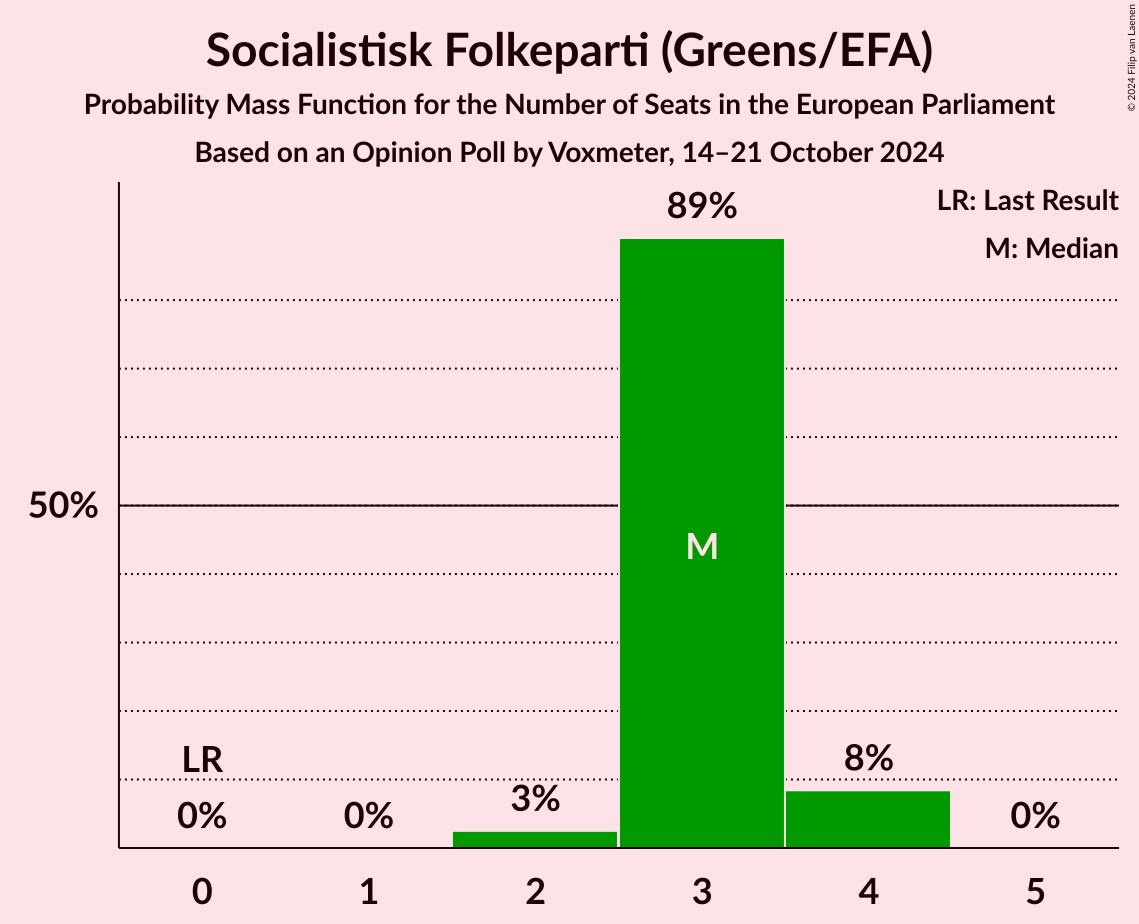 Socialistisk Folkeparti (Greens/EFA)
Probability Mass Function for the Number of Seats in the European Parliament
Based on an Opinion Poll by Voxmeter, 14–21 October 2024
© 2024 Filip van Laenen
LR: Last Result
M: Median
89%
50%
M
LR
0%
0%
3%
8%
0%
0
1
2
3
4
5